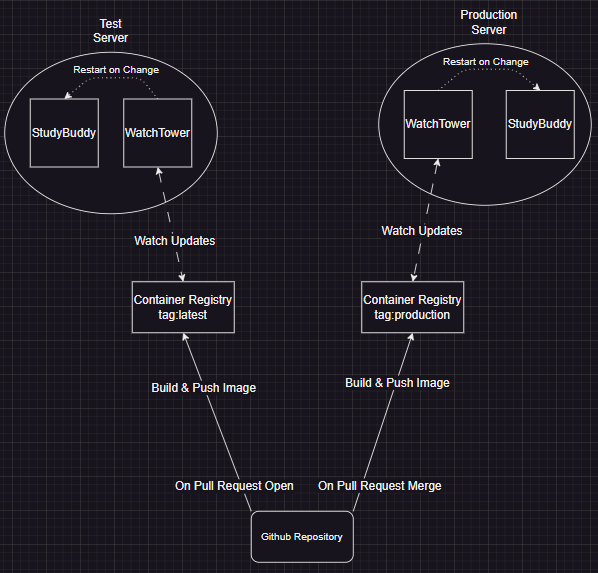 Test
Server
Production
Server
Restart on Change
Restart on Change
StudyBuddy
WatchTower
WatchTower
StudyBuddy
Watch Updates
Watch Updates
Container Registry
tag:latest
Container Registry
tag:production
Build & Push Image
Build & Push Image
On Pull Request Open
On Pull Request Merge
Github Repository